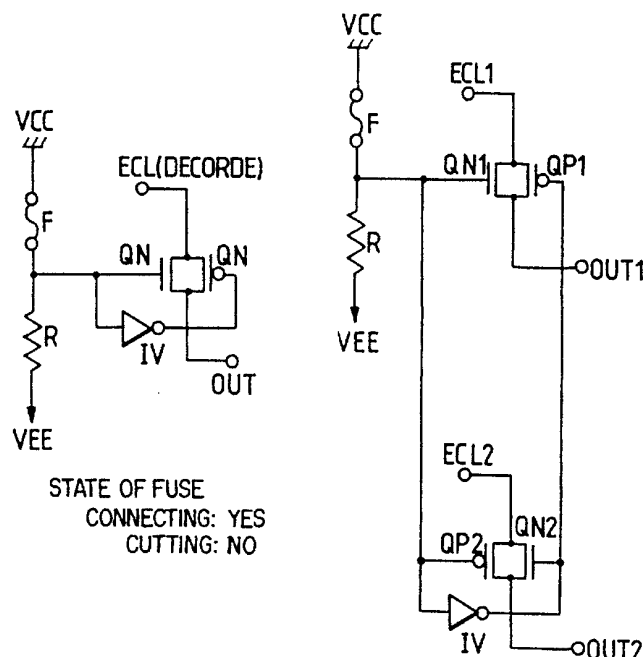 VCC
F
ECL(DECORDE)
QN
QN
R
IV
OUT
VEE
STATE OF FUSE
CONNECTING: YES
CUTTING: NO
VCC
F
ECL1
QN1
QP1
R
OUT1
VEE
ECL2
QP2
QN2
IV
OUT2